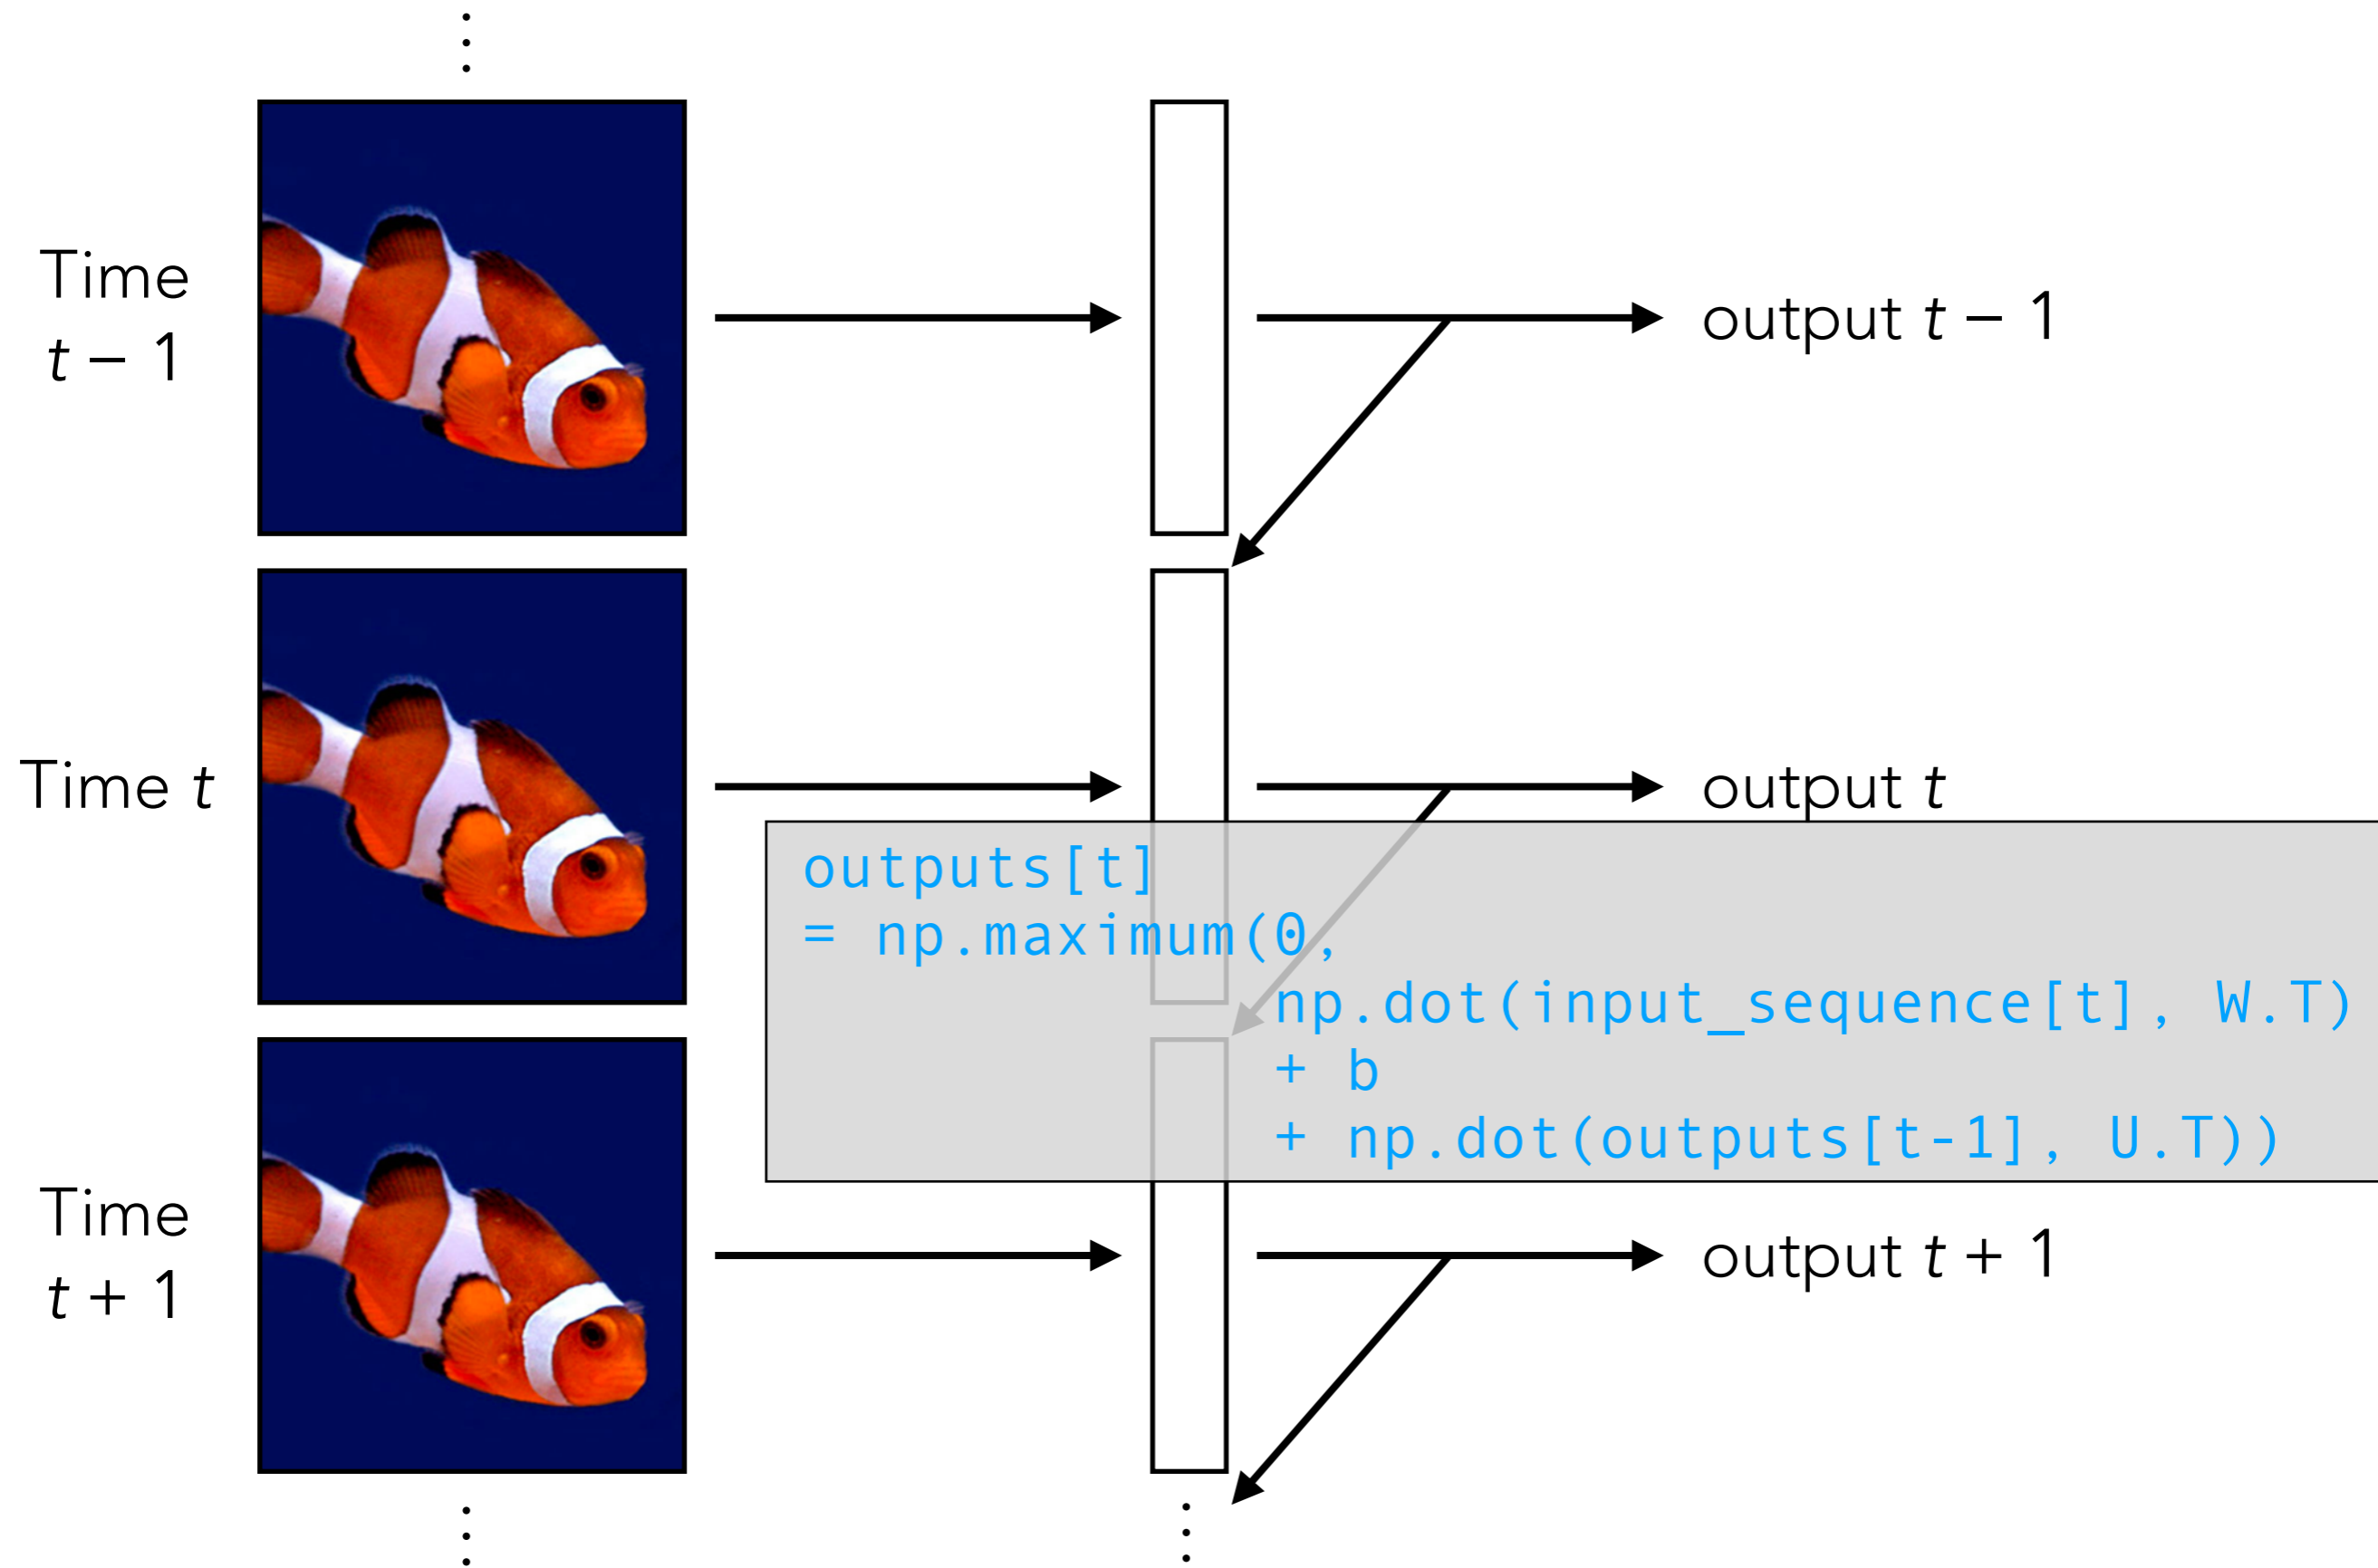 Time
t − 1
output t − 1
Time t
output t
outputs[t]
= np.maximum(0,
np.dot(input_sequence[t], W.T)
+ b
+ np.dot(outputs[t-1], U.T))
Time
t + 1
output t + 1